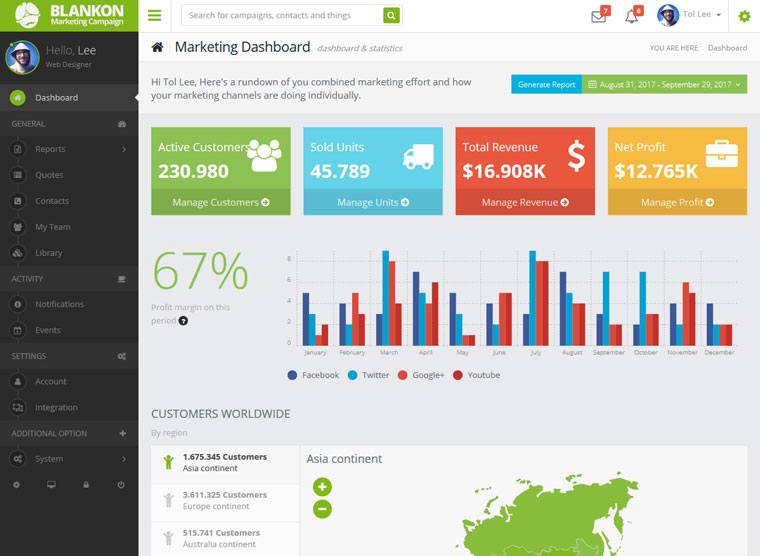 BLANKON
Marketing Campaign
Search for campaigns, contacts and things
7
6
Tol Lee
Hello, Lee
Web Designer
Marketing Dashboard dashboard & statistics
YOU ARE HERE: Dashboard
Hi Tol Lee, Here's a rundown of you combined marketing effort and how
your marketing channels are doing individually.
Generate Report
August 31, 2017 - September 29, 2017
Dashboard
GENERAL
Reports
Quotes
Contacts
My Team
Library
ACTIVITY
Notifications
Events
SETTINGS
Account
Integration
ADDITIONAL OPTION
System
Active Customers
230.980
Manage Customers
Sold Units
45.789
Manage Units
Total Revenue
$16.908K
Manage Revenue
Net Profit
$12.765K
Manage Profit
67%
Profit margin on this
period ?
8
6
4
2
0
January February March April May June July August September October November December
Facebook Twitter Google+ Youtube
CUSTOMERS WORLDWIDE
By region
1.675.345 Customers
Asia continent
3.611.325 Customers
Europe continent
515.741 Customers
Australia continent
Asia continent